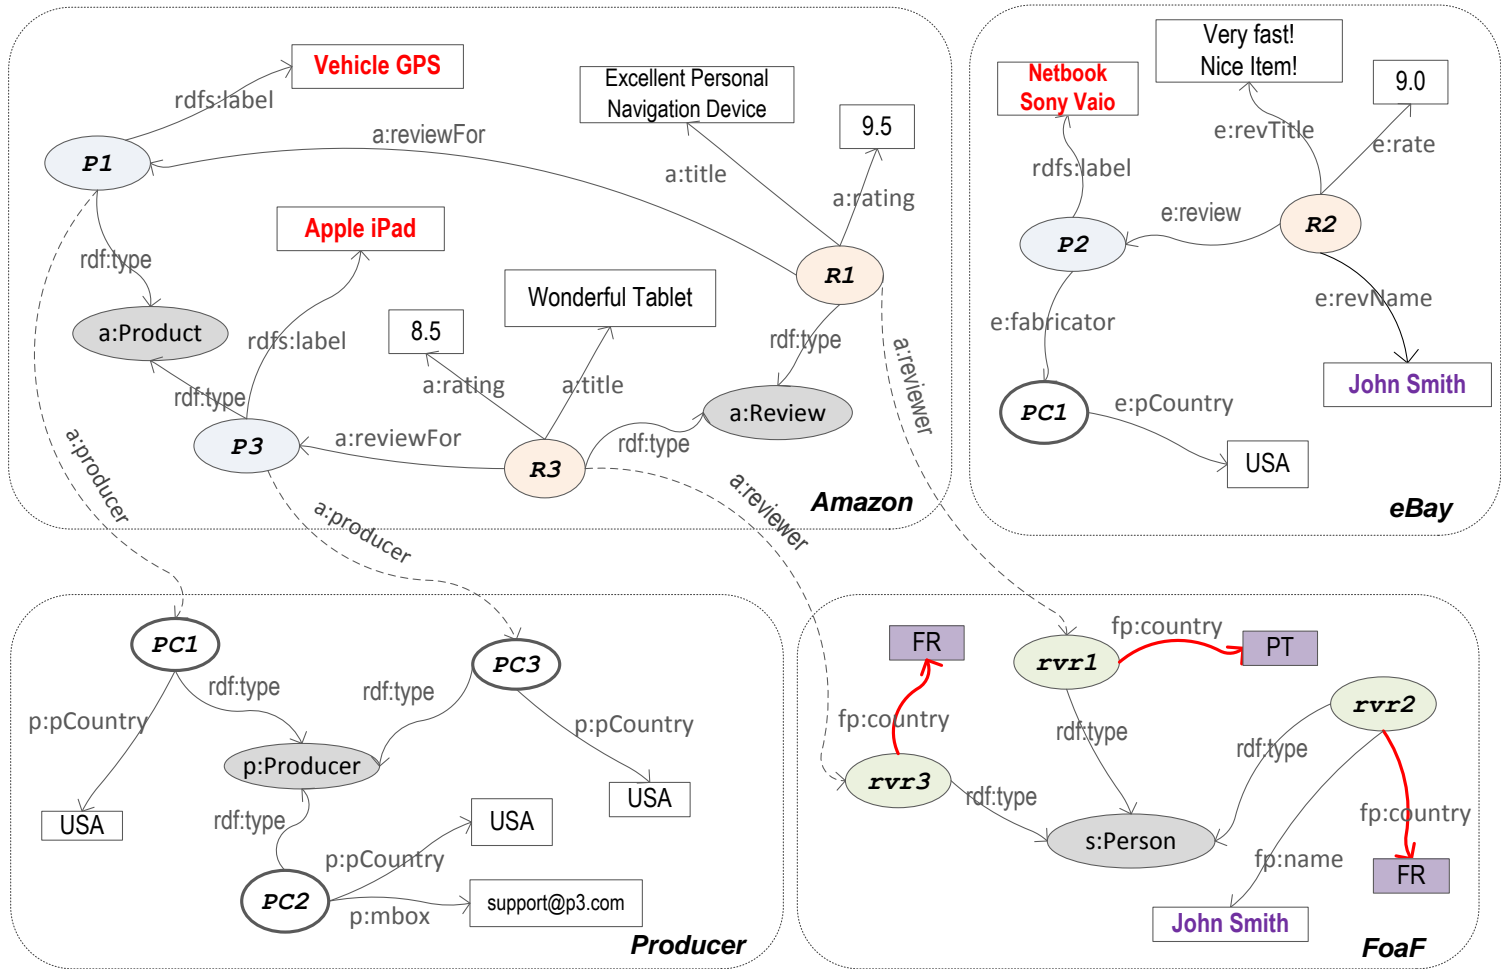 Vehicle GPS
rdfs:label
P1
a:reviewFor
Excellent Personal
Navigation Device
9.5
a:title
a:rating
rdf:type
Apple iPad
R1
a:Product
rdfs:label
8.5
Wonderful Tablet
rdf:type
a:rating
a:title
rdf:type
a:Review
a:reviewer
P3
a:reviewFor
R3
rdf:type
a:producer
a:producer
a:reviewer
Amazon
Very fast!
Nice Item!
Netbook
Sony Vaio
9.0
e:revTitle
e:rate
rdfs:label
e:review
P2
R2
e:revName
e:fabricator
John Smith
PC1
e:pCountry
USA
eBay
PC1
PC3
rdf:type
rdf:type
p:pCountry
p:pCountry
p:Producer
USA
USA
rdf:type
USA
p:pCountry
PC2
p:mbox
support@p3.com
Producer
fp:country
FR
rvr1
PT
rvr2
fp:country
rdf:type
rdf:type
rvr3
rdf:type
s:Person
fp:country
fp:name
FR
John Smith
FoaF